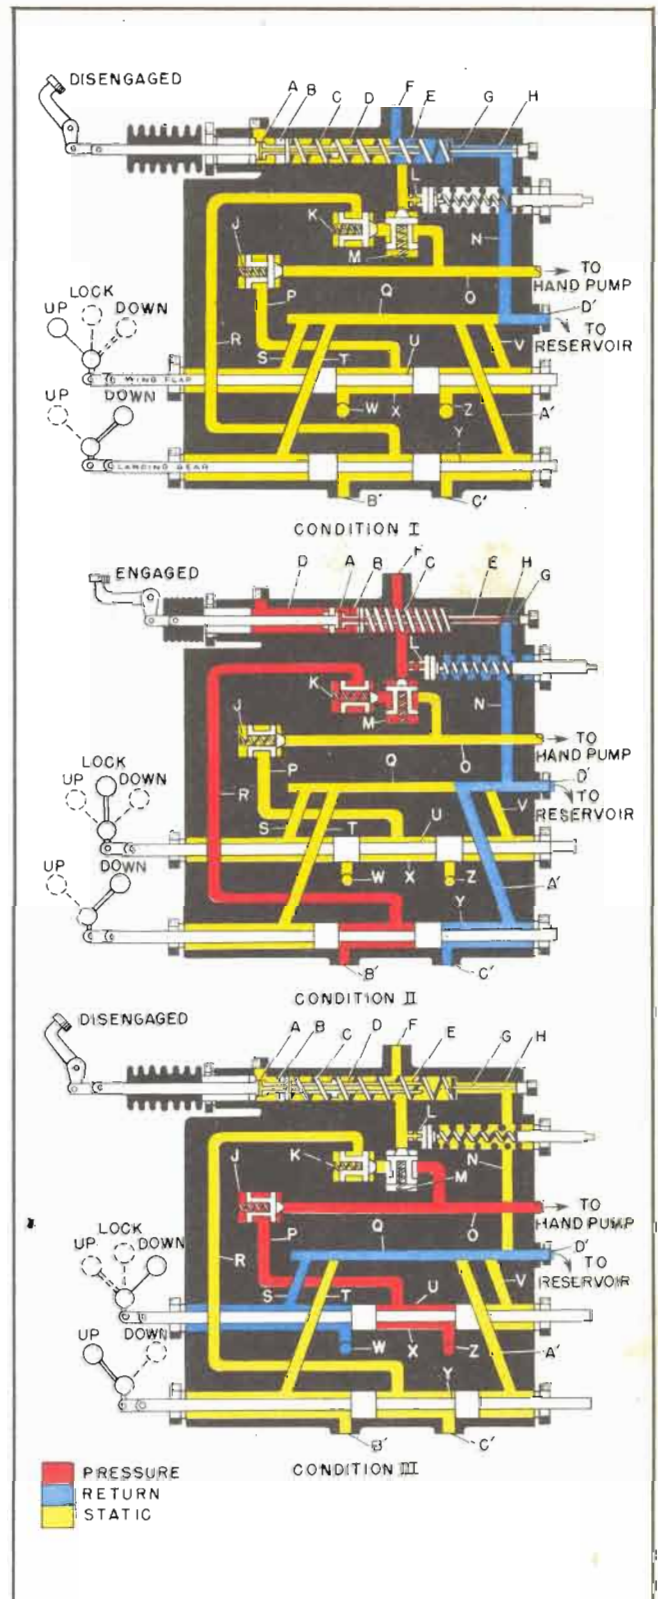 DISENGAGED
A B C D F E G H
L
K
J
M
N
TO
HAND PUMP
P Q O
D'
TO
RESERVOIR
LOCK
UP DOWN
R S T U V
WING FLAP
UP DOWN
W X Z A'
Y
LANDING GEAR
B' C'
CONDITION I
ENGAGED
D A B F C E H G
L
K
J
M
N
TO
HAND PUMP
P Q O
D'
TO
RESERVOIR
LOCK
UP DOWN
R S T U V
UP DOWN
W X Z A'
Y
B' C'
CONDITION II
DISENGAGED
A B C D F E G H
L
J K
M
N
TO
HAND PUMP
P Q O
D'
TO
RESERVOIR
LOCK
UP DOWN
R S T U V
UP DOWN
W X Z A'
Y
B' C'
CONDITION III
PRESSURE
RETURN
STATIC